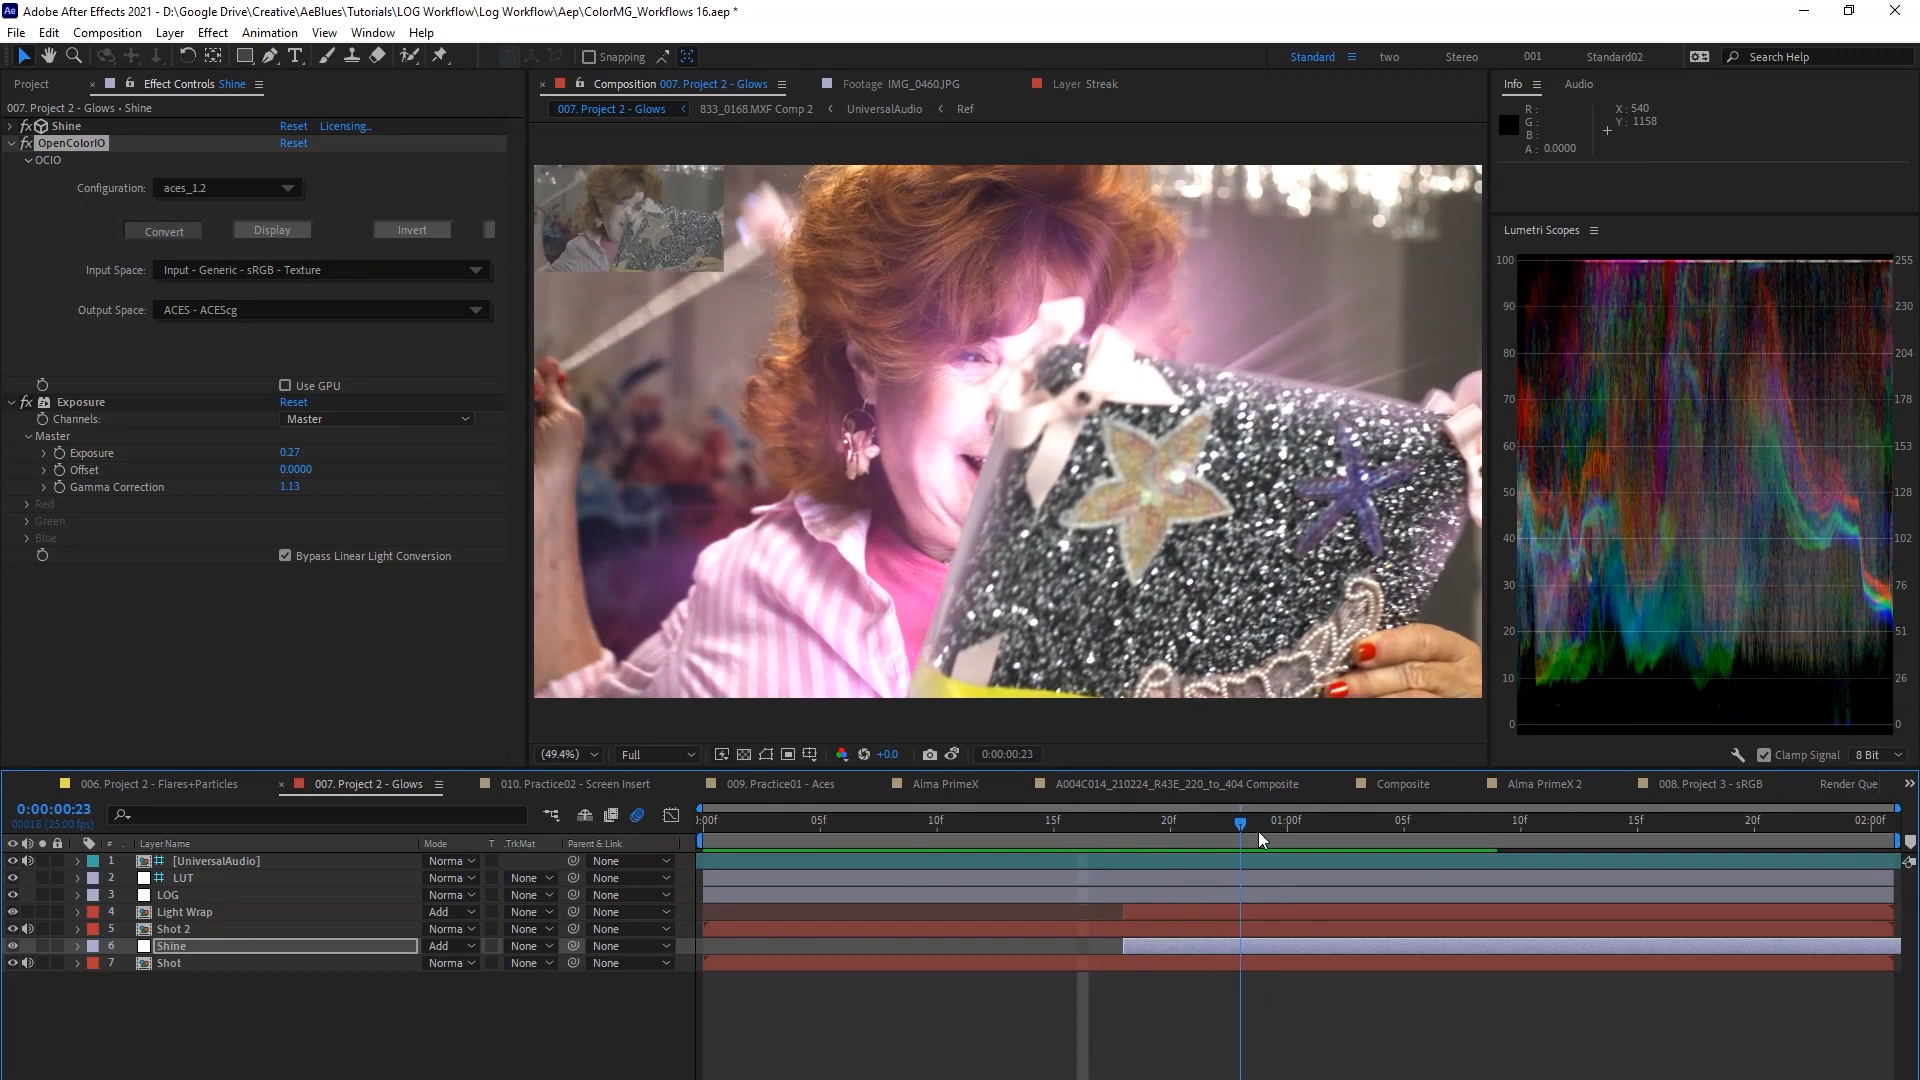 Ae Adobe After Effects 2021 - D:\Google Drive\Creative\AeBlues\Tutorials\LOG Workflow\Log Workflow\Aep\ColorMG_Workflows 16.aep *
File Edit Composition Layer Effect Animation View Window Help
Snapping
Standard two Stereo 001 Standard02 Search Help
Project Effect Controls Shine
007. Project 2 - Glows • Shine
fx Shine Reset Licensing...
fx OpenColorIO Reset
OCIO
Configuration: aces_1.2
Convert Display Invert
Input Space: Input - Generic - sRGB - Texture
Output Space: ACES - ACEScg
Use GPU
fx Exposure Reset
Channels: Master
Master
Exposure 0.27
Offset 0.0000
Gamma Correction 1.13
Red
Green
Blue
Bypass Linear Light Conversion
Composition 007. Project 2 - Glows Footage IMG_0460.JPG Layer Streak
007. Project 2 - Glows 833_0168.MXF Comp 2 UniversalAudio Ref
(49.4%) Full +0.0 0:00:00:23
Info Audio
R :
G :
B :
A : 0.0000
X : 540
Y : 1158
Lumetri Scopes
100 255
90 230
80 204
70 178
60 153
50 128
40 102
30 76
20 51
10 26
0 0
Clamp Signal 8 Bit
006. Project 2 - Flares+Particles 007. Project 2 - Glows 010. Practice02 - Screen Insert 009. Practice01 - Aces Alma PrimeX A004C014_210224_R43E_220_to_404 Composite Composite Alma PrimeX 2 008. Project 3 - sRGB Render Que
0:00:00:23
00018 (25.00 fps)
):00f 05f 10f 15f 20f 01:00f 05f 10f 15f 20f 02:00f
# Layer Name Mode T .TrkMat Parent & Link
1 [UniversalAudio] Norma None
2 LUT Norma None None
3 LOG Norma None None
4 Light Wrap Add None None
5 Shot 2 Norma None None
6 Shine Add None None
7 Shot Norma None None